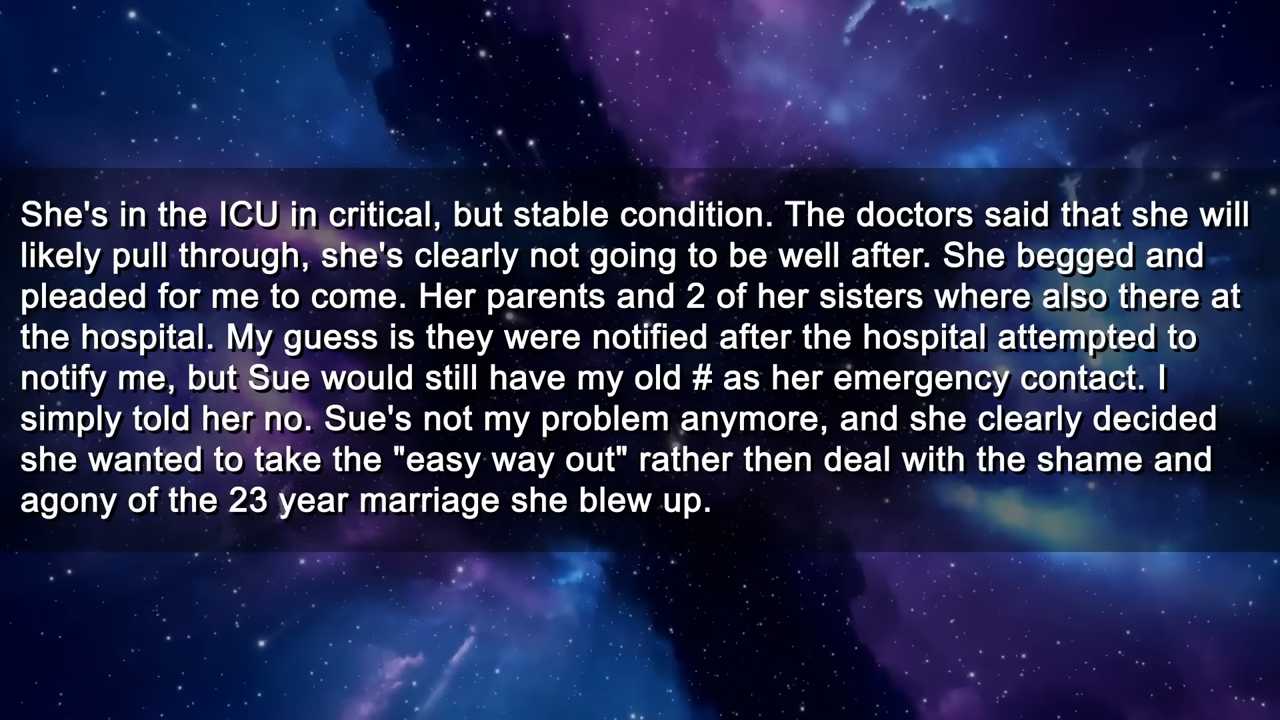 She's in the ICU in critical, but stable condition. The doctors said that she will
likely pull through, she's clearly not going to be well after. She begged and
pleaded for me to come. Her parents and 2 of her sisters where also there at
the hospital. My guess is they were notified after the hospital attempted to
notify me, but Sue would still have my old # as her emergency contact. I
simply told her no. Sue's not my problem anymore, and she clearly decided
she wanted to take the "easy way out" rather then deal with the shame and
agony of the 23 year marriage she blew up.